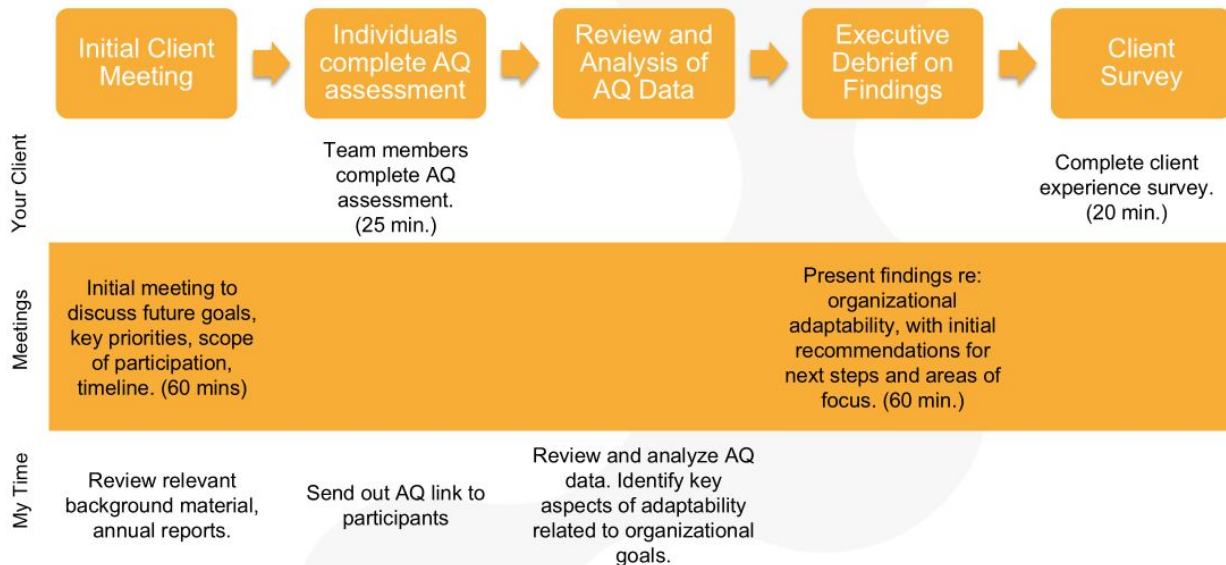 Initial Client
Meeting
Individuals
complete AQ
assessment
Review and
Analysis of
AQ Data
Executive
Debrief on
Findings
Client
Survey
Your Client
Team members
complete AQ
assessment.
(25 min.)
Complete client
experience survey.
(20 min.)
Meetings
Initial meeting to
discuss future goals,
key priorities, scope
of participation,
timeline. (60 mins)
Present findings re:
organizational
adaptability, with initial
recommendations for
next steps and areas of
focus. (60 min.)
My Time
Review relevant
background material,
annual reports.
Send out AQ link to
participants
Review and analyze AQ
data. Identify key
aspects of adaptability
related to organizational
goals.